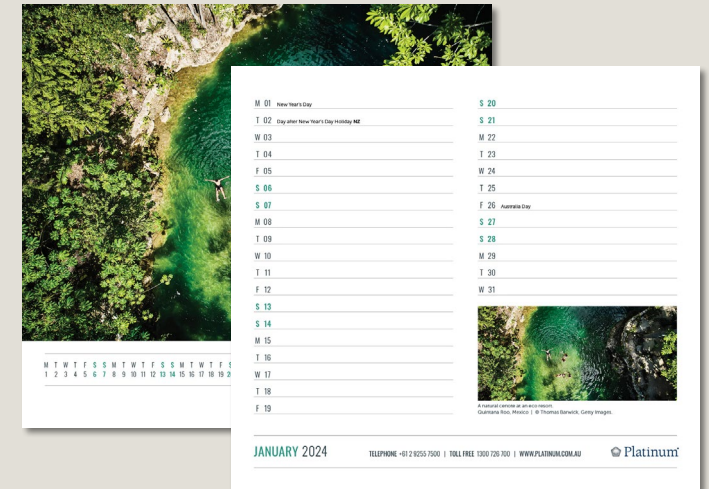 M T W T F S S M T W T F S S M T W T F
1 2 3 4 5 6 7 8 9 10 11 12 13 14 15 16 17 18 19
M 01 New Year's Day
T 02 Day after New Year's Day Holiday NZ
W 03
T 04
F 05
S 06
S 07
M 08
T 09
W 10
T 11
F 12
S 13
S 14
M 15
T 16
W 17
T 18
F 19
S 20
S 21
M 22
T 23
W 24
T 25
F 26 Australia Day
S 27
S 28
M 29
T 30
W 31
A natural cenote at an eco-resort.
Quintana Roo, Mexico | © Thomas Barwick, Getty Images.
JANUARY 2024
TELEPHONE +61 2 9255 7500 | TOLL FREE 1300 726 700 | WWW.PLATINUM.COM.AU
Platinum